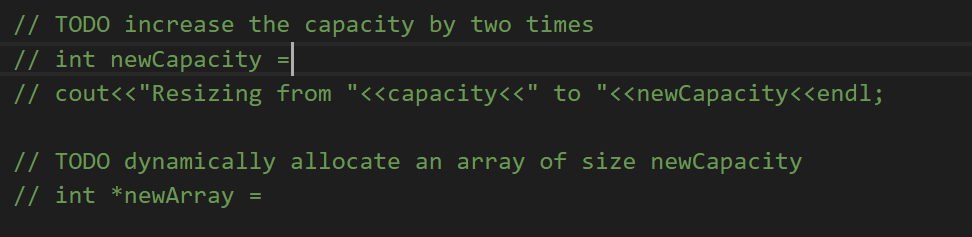 // TODO increase the capacity by two times
// int newCapacity =
// cout<<"Resizing from "<<capacity<<" to "<<newCapacity<<endl;
// TODO dynamically allocate an array of size newCapacity
// int *newArray =